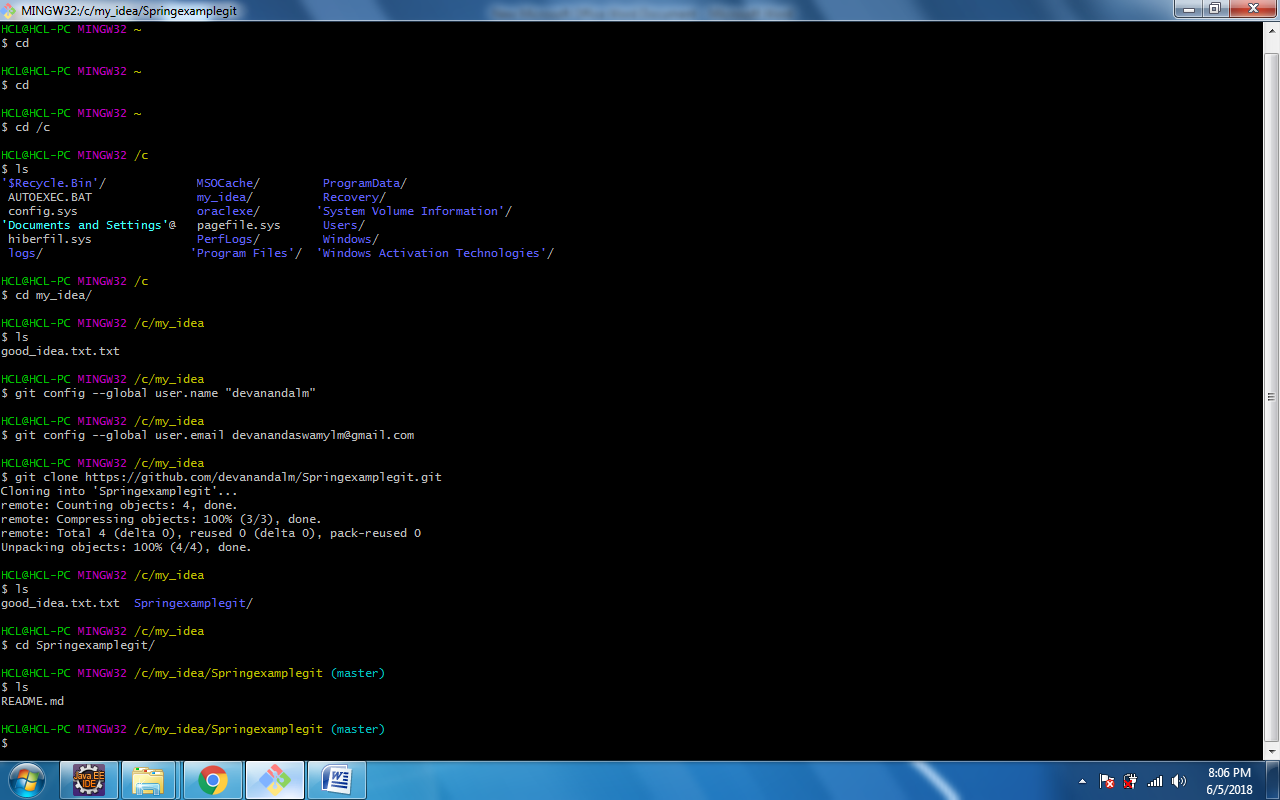 MINGW32:/c/my_idea/Springexamplegit
HCL@HCL-PC MINGW32 ~
$ cd
HCL@HCL-PC MINGW32 ~
$ cd
HCL@HCL-PC MINGW32 ~
$ cd /c
HCL@HCL-PC MINGW32 /c
$ ls
'$Recycle.Bin'/ MSOCache/ ProgramData/
AUTOEXEC.BAT my_idea/ Recovery/
config.sys oraclexe/ 'System Volume Information'/
'Documents and Settings'@ pagefile.sys Users/
hiberfil.sys PerfLogs/ Windows/
logs/ 'Program Files'/ 'Windows Activation Technologies'/
HCL@HCL-PC MINGW32 /c
$ cd my_idea/
HCL@HCL-PC MINGW32 /c/my_idea
$ ls
good_idea.txt.txt
HCL@HCL-PC MINGW32 /c/my_idea
$ git config --global user.name "devanandalm"
HCL@HCL-PC MINGW32 /c/my_idea
$ git config --global user.email devanandaswamylm@gmail.com
HCL@HCL-PC MINGW32 /c/my_idea
$ git clone https://github.com/devanandalm/Springexamplegit.git
Cloning into 'Springexamplegit'...
remote: Counting objects: 4, done.
remote: Compressing objects: 100% (3/3), done.
remote: Total 4 (delta 0), reused 0 (delta 0), pack-reused 0
Unpacking objects: 100% (4/4), done.
HCL@HCL-PC MINGW32 /c/my_idea
$ ls
good_idea.txt.txt Springexamplegit/
HCL@HCL-PC MINGW32 /c/my_idea
$ cd Springexamplegit/
HCL@HCL-PC MINGW32 /c/my_idea/Springexamplegit (master)
$ ls
README.md
HCL@HCL-PC MINGW32 /c/my_idea/Springexamplegit (master)
$
Java EE
IDE
8:06 PM
6/5/2018